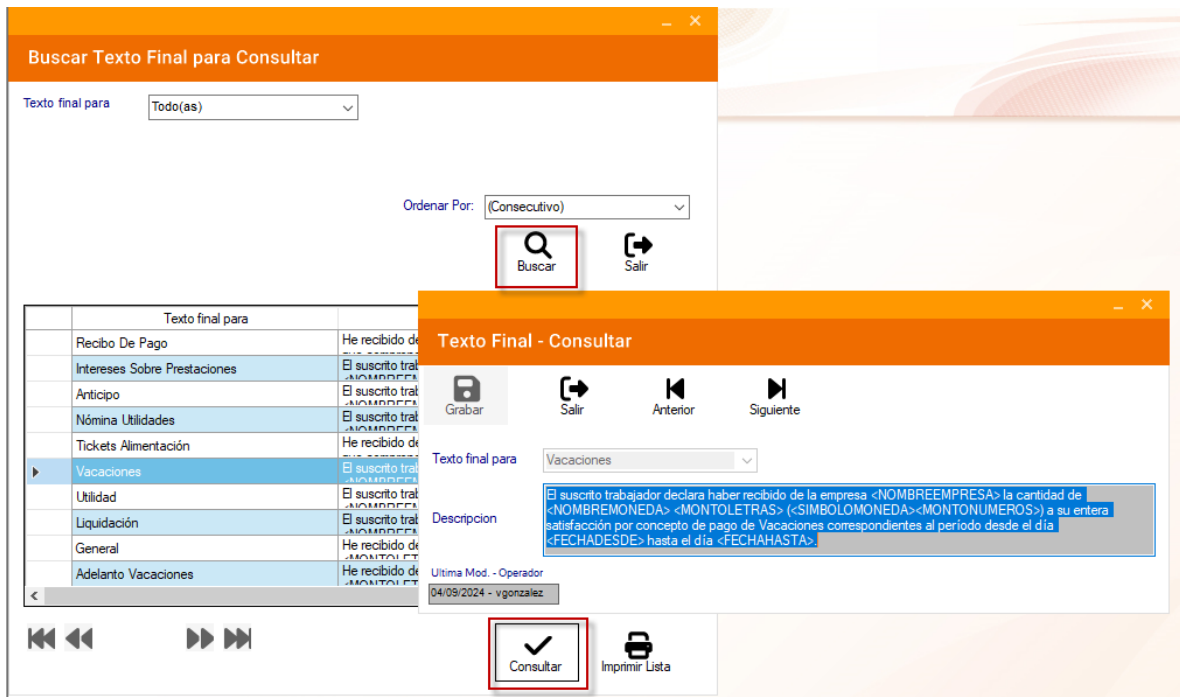 Buscar Texto Final para Consultar
Texto final para
Todo(as)
Ordenar Por:
(Consecutivo)
Buscar
Salir
Texto final para
Recibo De Pago
He recibido de
Intereses Sobre Prestaciones
El suscrito trab
Anticipo
El suscrito trab
Nómina Utilidades
El suscrito trab
Tickets Alimentación
He recibido de
Vacaciones
El suscrito trab
Utilidad
El suscrito trab
Liquidación
El suscrito trab
General
He recibido de
Adelanto Vacaciones
He recibido de
Consultar
Imprimir Lista
Texto Final - Consultar
Grabar
Salir
Anterior
Siguiente
Texto final para
Vacaciones
Descripcion
El suscrito trabajador declara haber recibido de la empresa <NOMBREEMPRESA> la cantidad de
<NOMBREMONEDA> <MONTOLETRAS> (<SIMBOLOMONEDA><MONTONUMEROS>) a su entera
satisfacción por concepto de pago de Vacaciones correspondientes al período desde el día
<FECHADESDE> hasta el día <FECHAHASTA>.
Ultima Mod. - Operador
04/09/2024 - vgonzalez